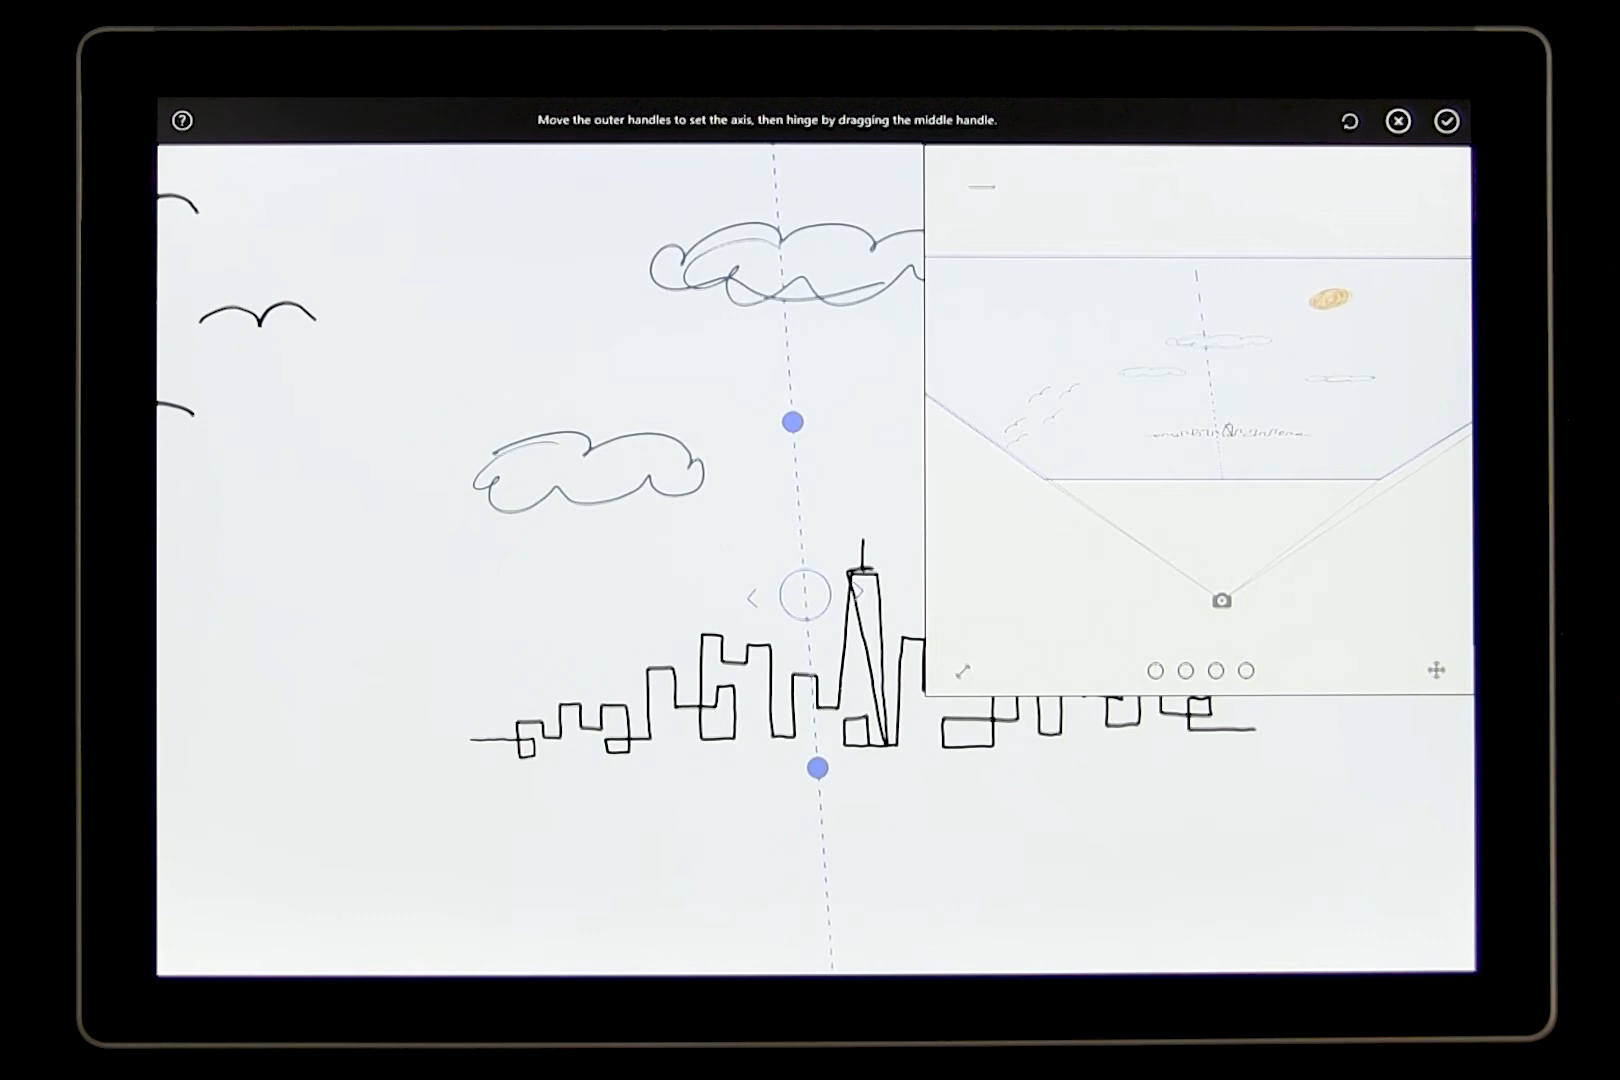 ?
Move the outer handles to set the axis, then hinge by dragging the middle handle.